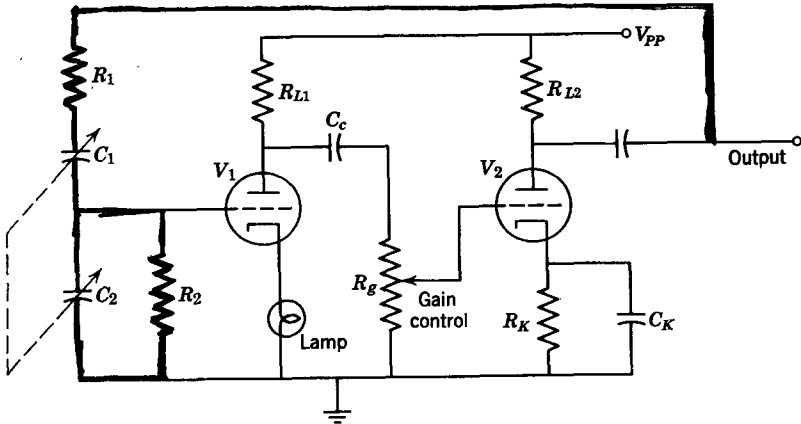 V_PP
R_1
R_L1
R_L2
C_c
C_1
V_1
V_2
Output
C_2
R_2
R_g
Gain
control
Lamp
R_K
C_K